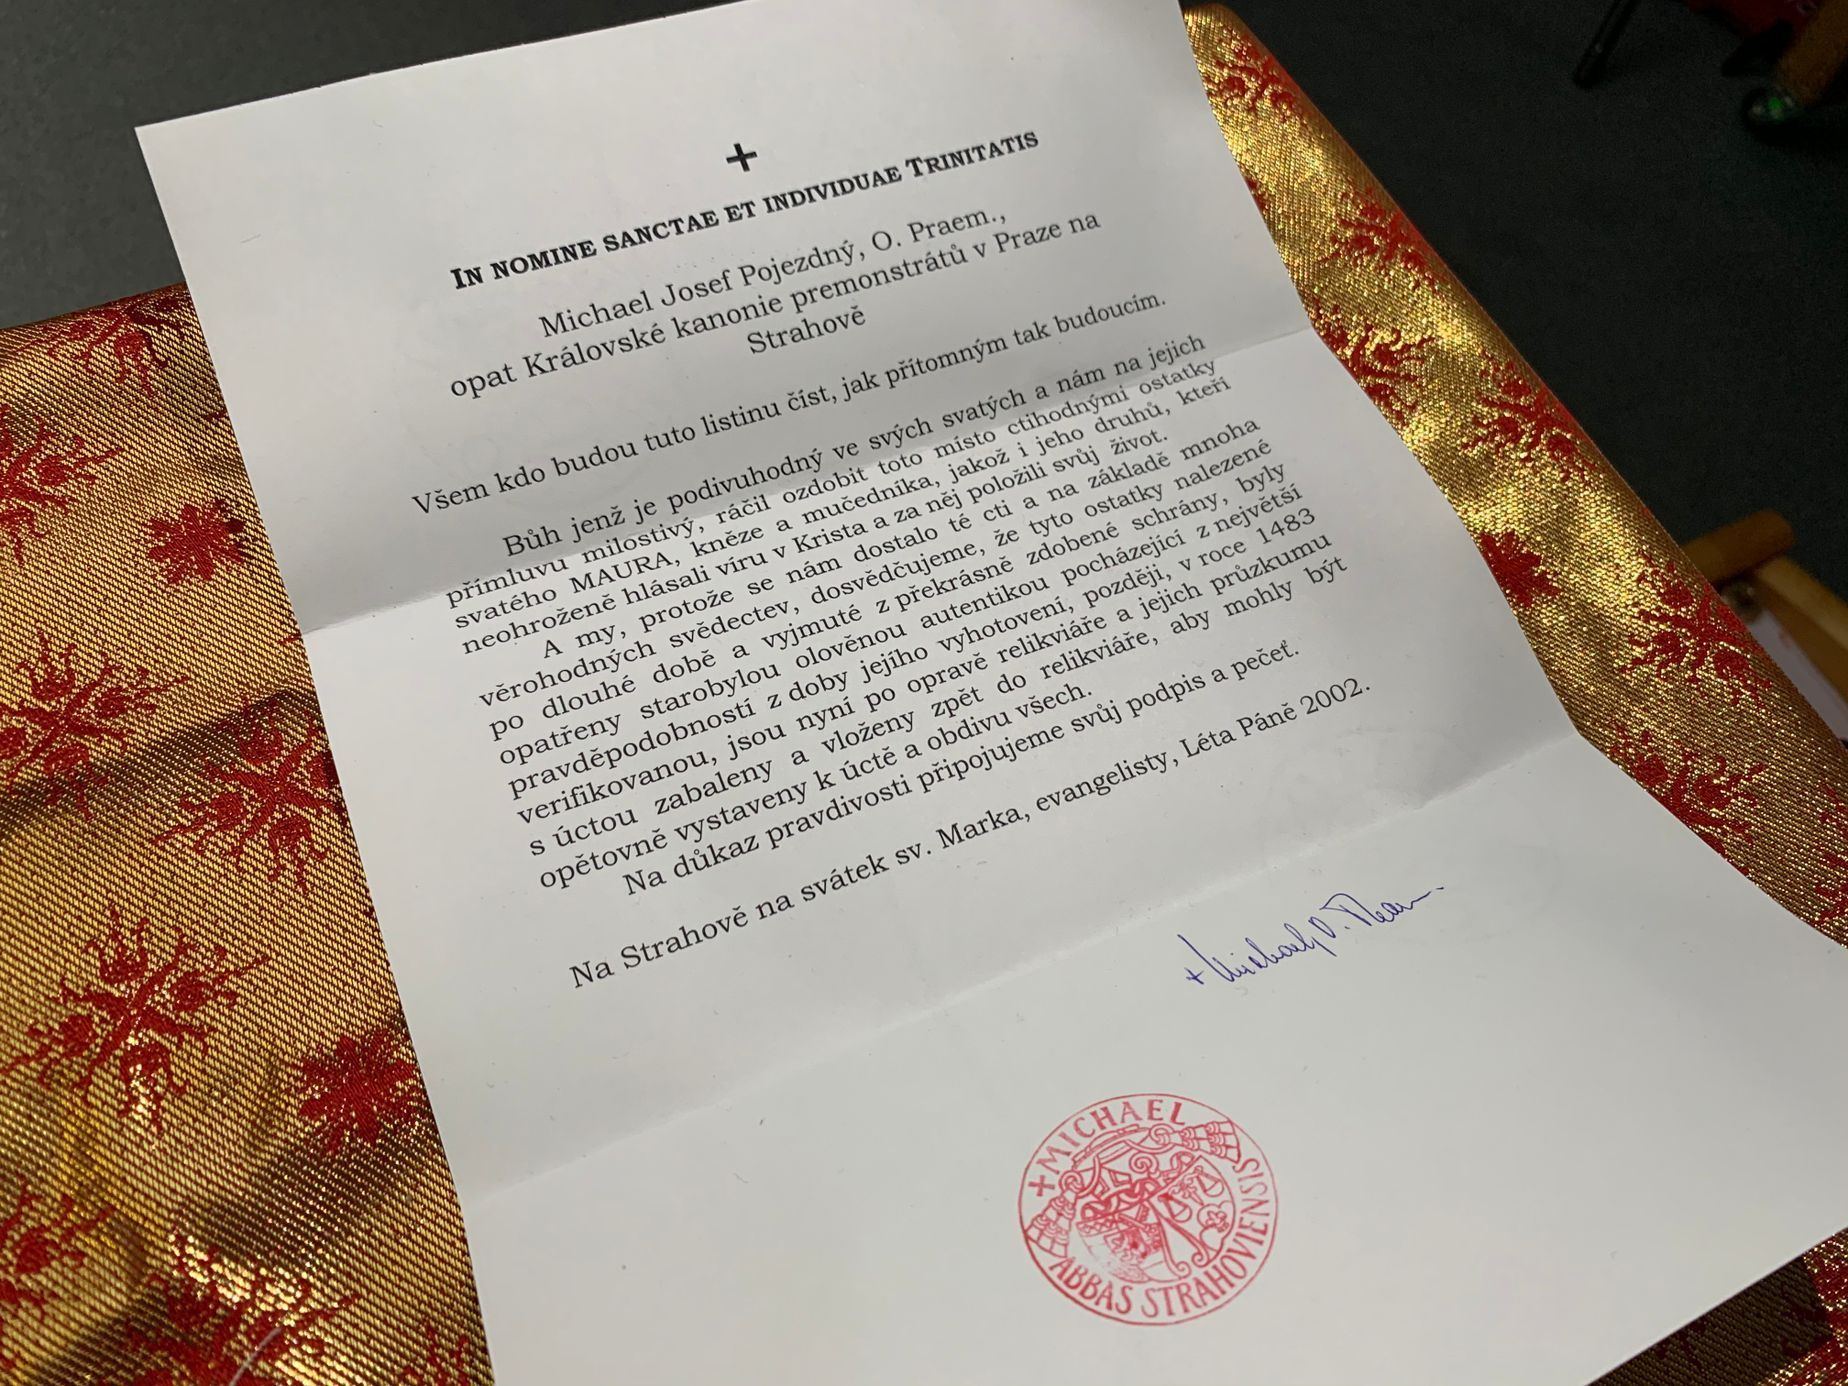 +
IN NOMINE SANCTAE ET INDIVIDUAE TRINITATIS
Michael Josef Pojezdný, O. Praem.,
opat Královské kanonie premonstrátů v Praze na
Strahově
Všem kdo budou tuto listinu číst, jak přítomným tak budoucím.
Bůh jenž je podivuhodný ve svých svatých a nám na jejich
přímluvu milostivý, ráčil ozdobit toto místo ctihodnými ostatky
svatého MAURA, kněze a mučedníka, jakož i jeho druhů, kteří
neohroženě hlásali víru v Krista a za něj položili svůj život.
A my, protože se nám dostalo té cti a na základě mnoha
věrohodných svědectev, dosvědčujeme, že tyto ostatky nalezené
po dlouhé době a vyjmuté z překrásně zdobené schrány, byly
opatřeny starobylou olověnou autentikou pocházející z největší
pravděpodobností z doby jejího vyhotovení, později, v roce 1483
verifikovanou, jsou nyní po opravě relikviáře a jejich průzkumu
s úctou zabaleny a vloženy zpět do relikviáře, aby mohly být
opětovně vystaveny k úctě a obdivu všech.
Na důkaz pravdivosti připojujeme svůj podpis a pečeť.
Na Strahově na svátek sv. Marka, evangelisty, Léta Páně 2002.
+ MICHAEL
ABBAS STRAHOVIENSIS